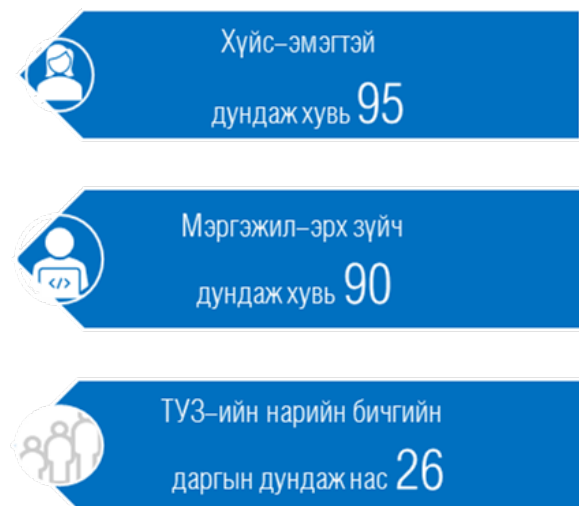 Хүйс–эмэгтэй
дундаж хувь 95
Мэргэжил–эрх зүйч
дундаж хувь 90
ТУЗ–ийн нарийн бичгийн
даргын дундаж нас 26